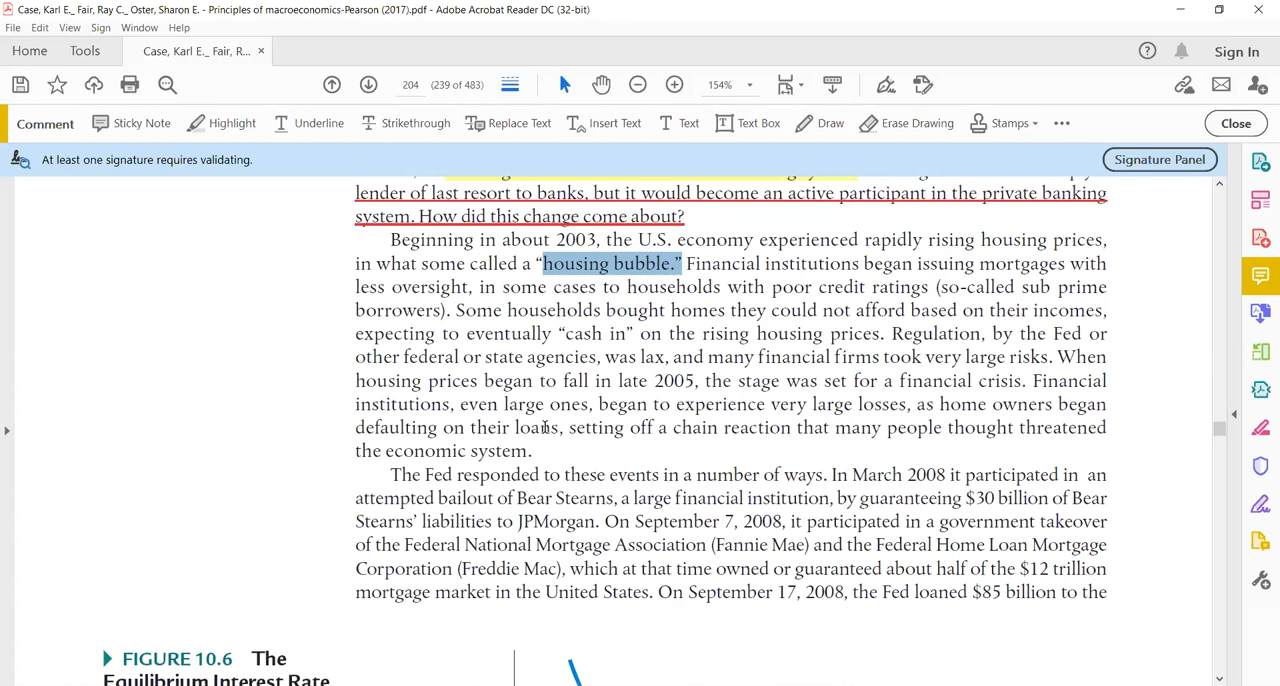 Case, Karl E._ Fair, Ray C._ Oster, Sharon E. - Principles of macroeconomics-Pearson (2017).pdf - Adobe Acrobat Reader DC (32-bit)
File Edit View Sign Window Help
Home Tools Case, Karl E._ Fair, R... × Sign In
204 (239 of 483) 154%
Comment Sticky Note Highlight Underline Strikethrough Replace Text Insert Text Text Text Box Draw Erase Drawing Stamps Close
At least one signature requires validating. Signature Panel
lender of last resort to banks, but it would become an active participant in the private banking
system. How did this change come about?
Beginning in about 2003, the U.S. economy experienced rapidly rising housing prices,
in what some called a “housing bubble.” Financial institutions began issuing mortgages with
less oversight, in some cases to households with poor credit ratings (so-called sub prime
borrowers). Some households bought homes they could not afford based on their incomes,
expecting to eventually “cash in” on the rising housing prices. Regulation, by the Fed or
other federal or state agencies, was lax, and many financial firms took very large risks. When
housing prices began to fall in late 2005, the stage was set for a financial crisis. Financial
institutions, even large ones, began to experience very large losses, as home owners began
defaulting on their loans, setting off a chain reaction that many people thought threatened
the economic system.
The Fed responded to these events in a number of ways. In March 2008 it participated in an
attempted bailout of Bear Stearns, a large financial institution, by guaranteeing $30 billion of Bear
Stearns’ liabilities to JPMorgan. On September 7, 2008, it participated in a government takeover
of the Federal National Mortgage Association (Fannie Mae) and the Federal Home Loan Mortgage
Corporation (Freddie Mac), which at that time owned or guaranteed about half of the $12 trillion
mortgage market in the United States. On September 17, 2008, the Fed loaned $85 billion to the
FIGURE 10.6 The
Equilibrium Interest Rate